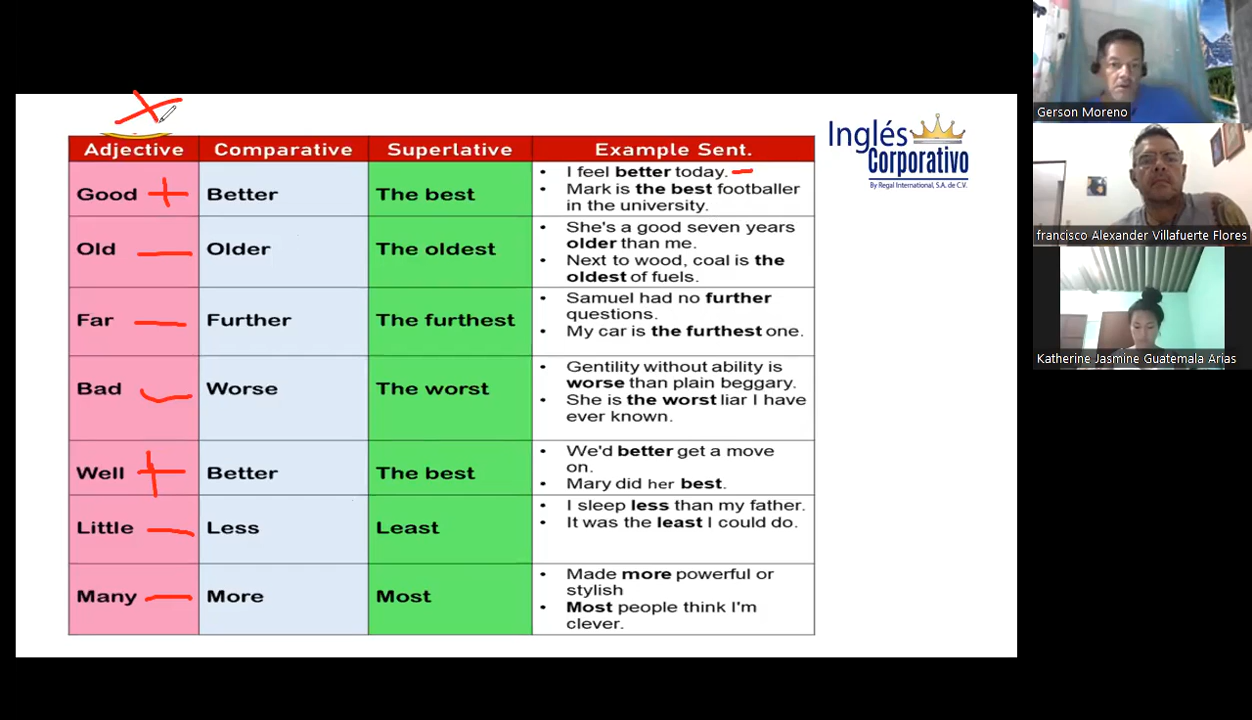 Gerson Moreno
Inglés
Corporativo
By Regal International, S.A. de C.V.
francisco Alexander Villafuerte Flores
Katherine Jasmine Guatemala Arias
Adjective Comparative Superlative Example Sent.
Good Better The best
• I feel better today.
• Mark is the best footballer
in the university.
Old Older The oldest
• She's a good seven years
older than me.
• Next to wood, coal is the
oldest of fuels.
Far Further The furthest
• Samuel had no further
questions.
• My car is the furthest one.
Bad Worse The worst
• Gentility without ability is
worse than plain beggary.
• She is the worst liar I have
ever known.
Well Better The best
• We'd better get a move
on.
• Mary did her best.
Little Less Least
• I sleep less than my father.
• It was the least I could do.
Many More Most
• Made more powerful or
stylish
• Most people think I'm
clever.